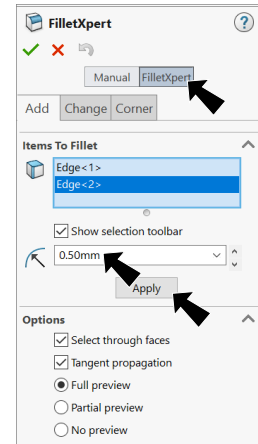 FilletXpert
?
Manual FilletXpert
Add Change Corner
Items To Fillet
Edge<1>
Edge<2>
Show selection toolbar
0.50mm
Apply
Options
Select through faces
Tangent propagation
Full preview
Partial preview
No preview